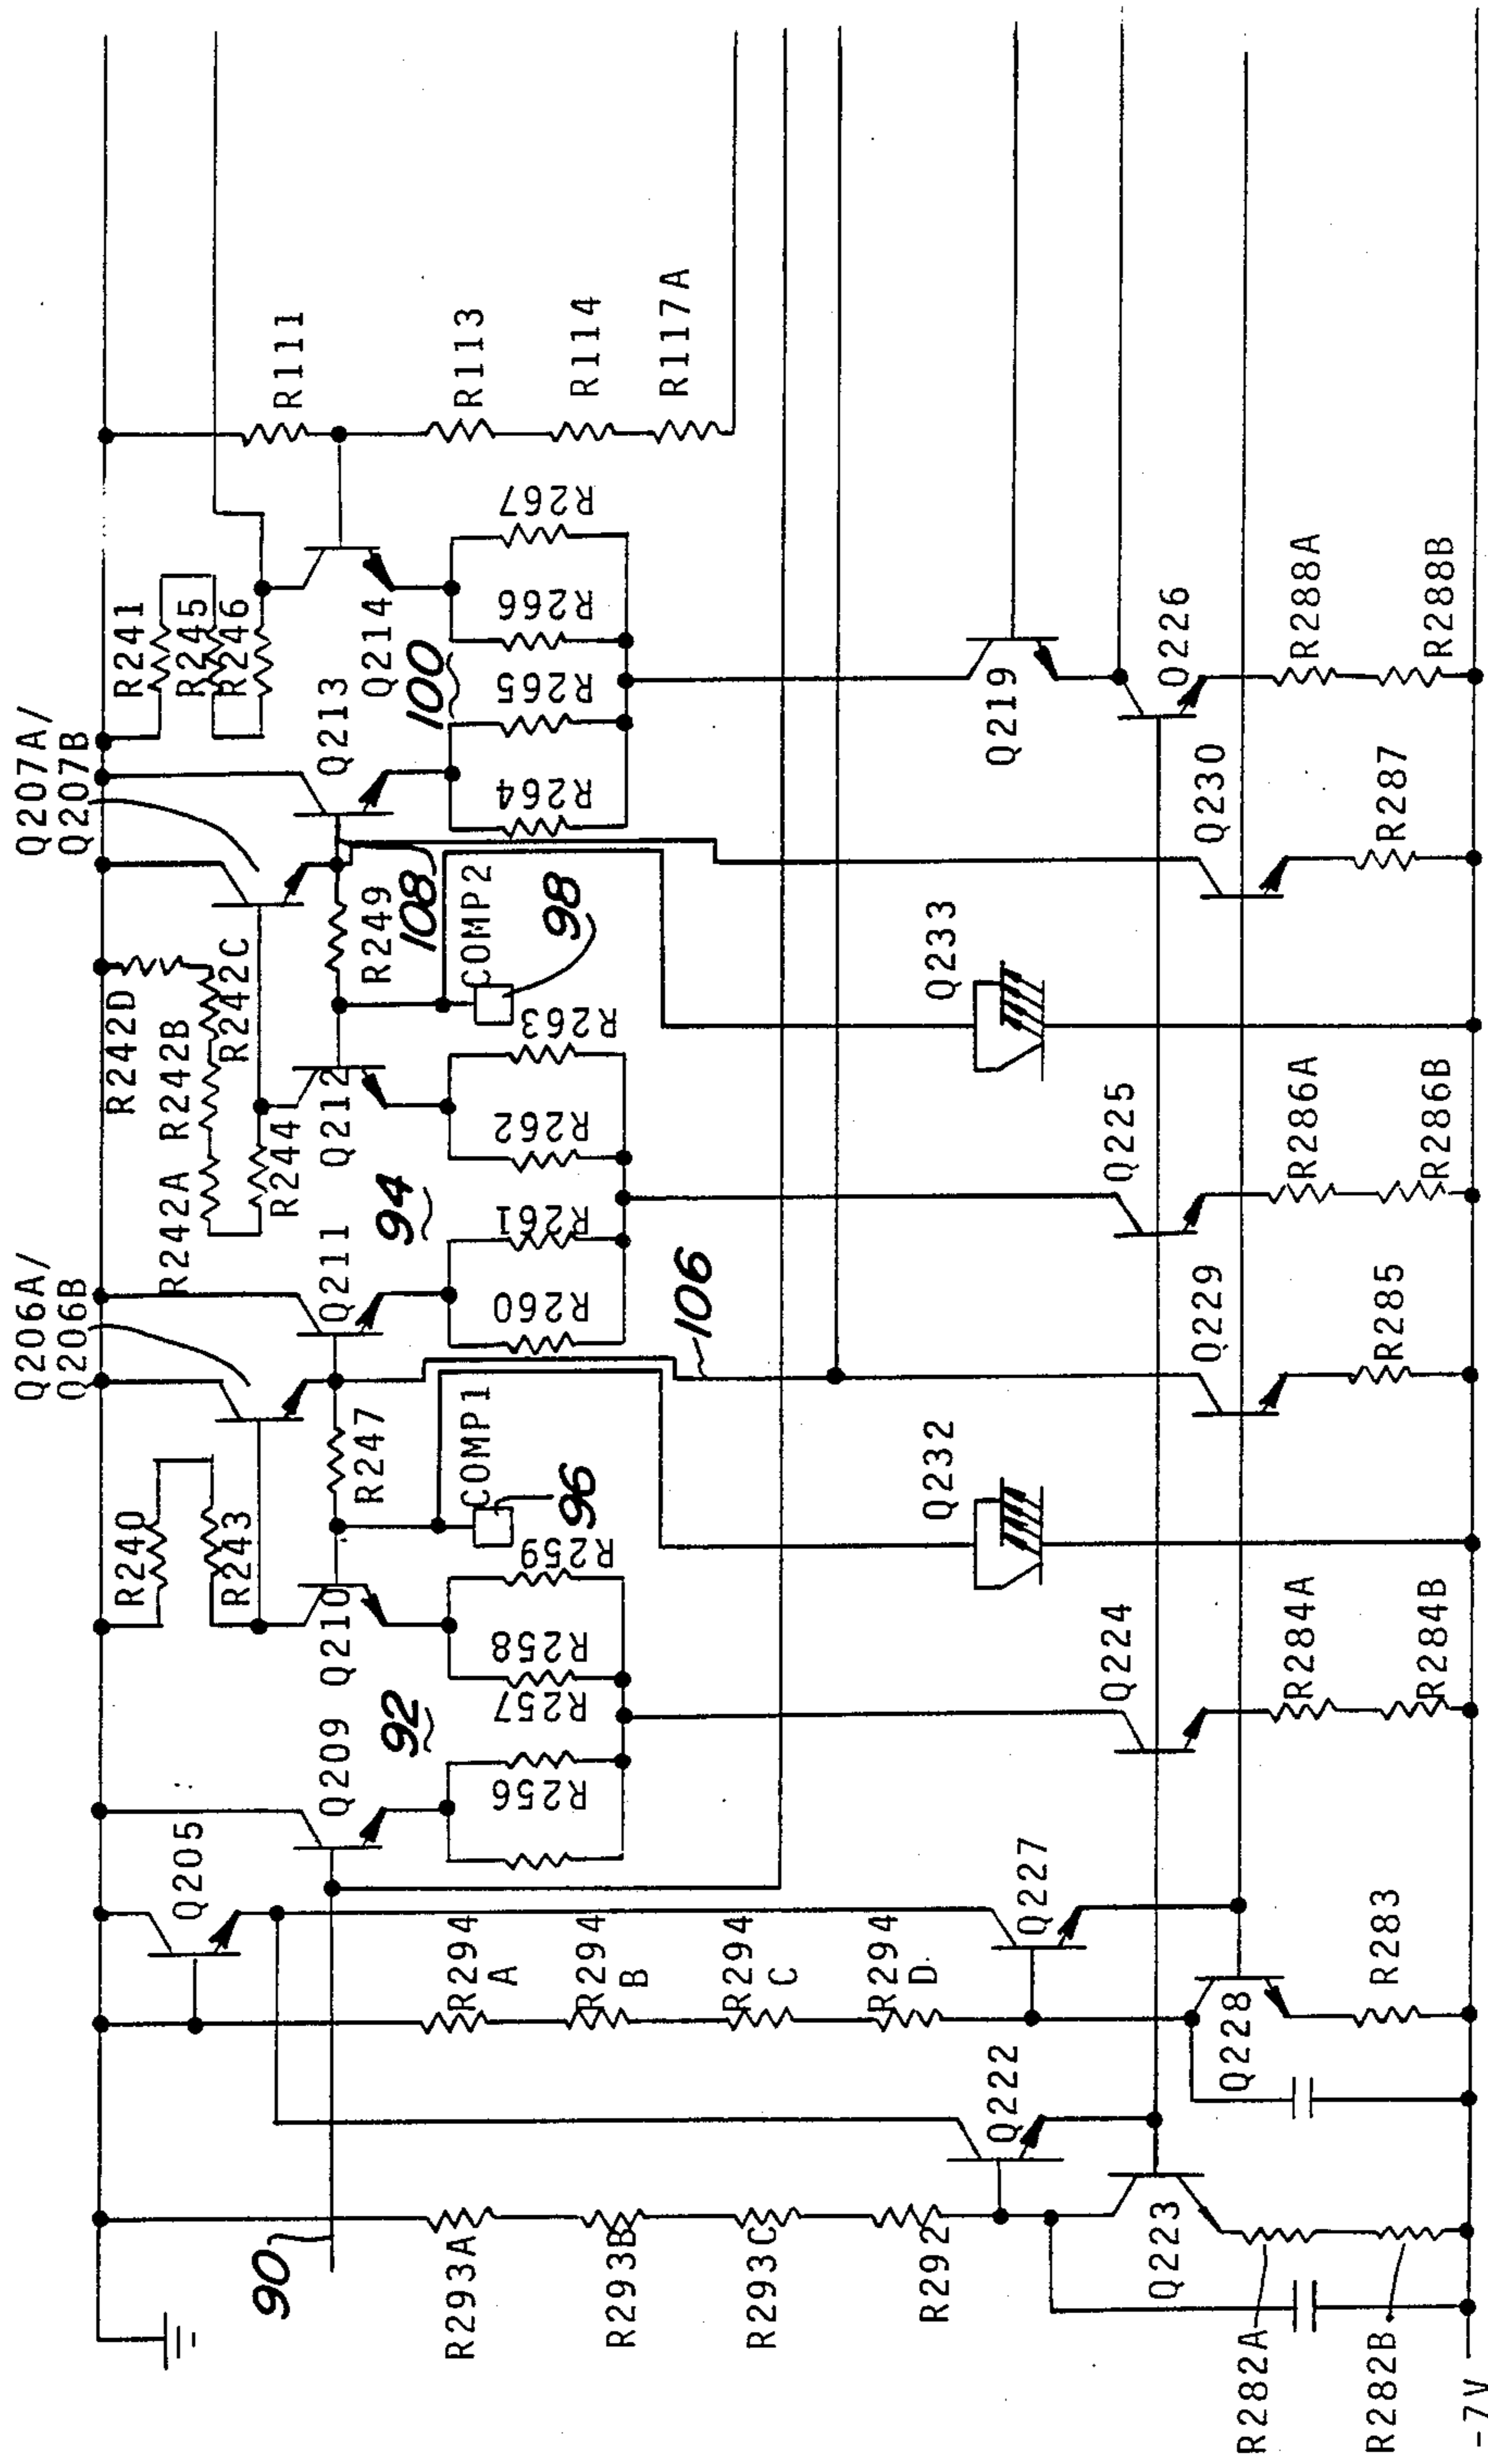 Q206A/
Q206B
Q207A/
Q207B
R240
R242D
R241
Q205
R242A
R242B
R245
R243
R242C
R246
90
R244
R111
Q209
Q210
Q211
Q212
Q213
92
R247
94
R249
Q214
108
100
R293A
R294
A
COMP1
COMP2
R113
R256
R257
R258
R259
R260
R261
R262
R263
R264
R265
R266
R267
96
98
R114
R293B
R294
B
106
R117A
R293C
R294
C
R292
R294
D
Q232
Q233
Q222
Q227
Q219
Q224
Q225
Q223
Q226
Q228
Q229
Q230
R282A
R284A
R286A
R288A
R283
R285
R287
R282B
R284B
R286B
R288B
-7V